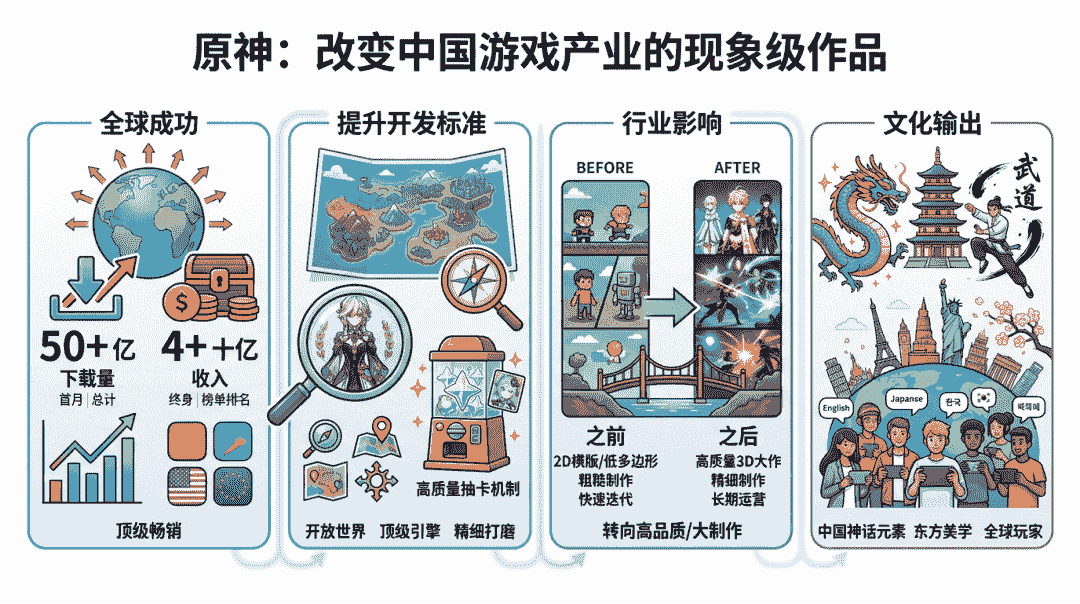 原神：改变中国游戏产业的现象级作品
全球成功
50+亿
下载量
首月|总计
4+十亿
收入
终身|榜单排名
顶级畅销
提升开发标准
高质量抽卡机制
开放世界 顶级引擎 精细打磨
行业影响
BEFORE
AFTER
之前
2D横版/低多边形
粗糙制作
快速迭代
之后
高质量3D大作
精细制作
长期运营
转向高品质/大制作
文化输出
武道
English
Japanse
한국
中国神话元素 东方美学 全球玩家